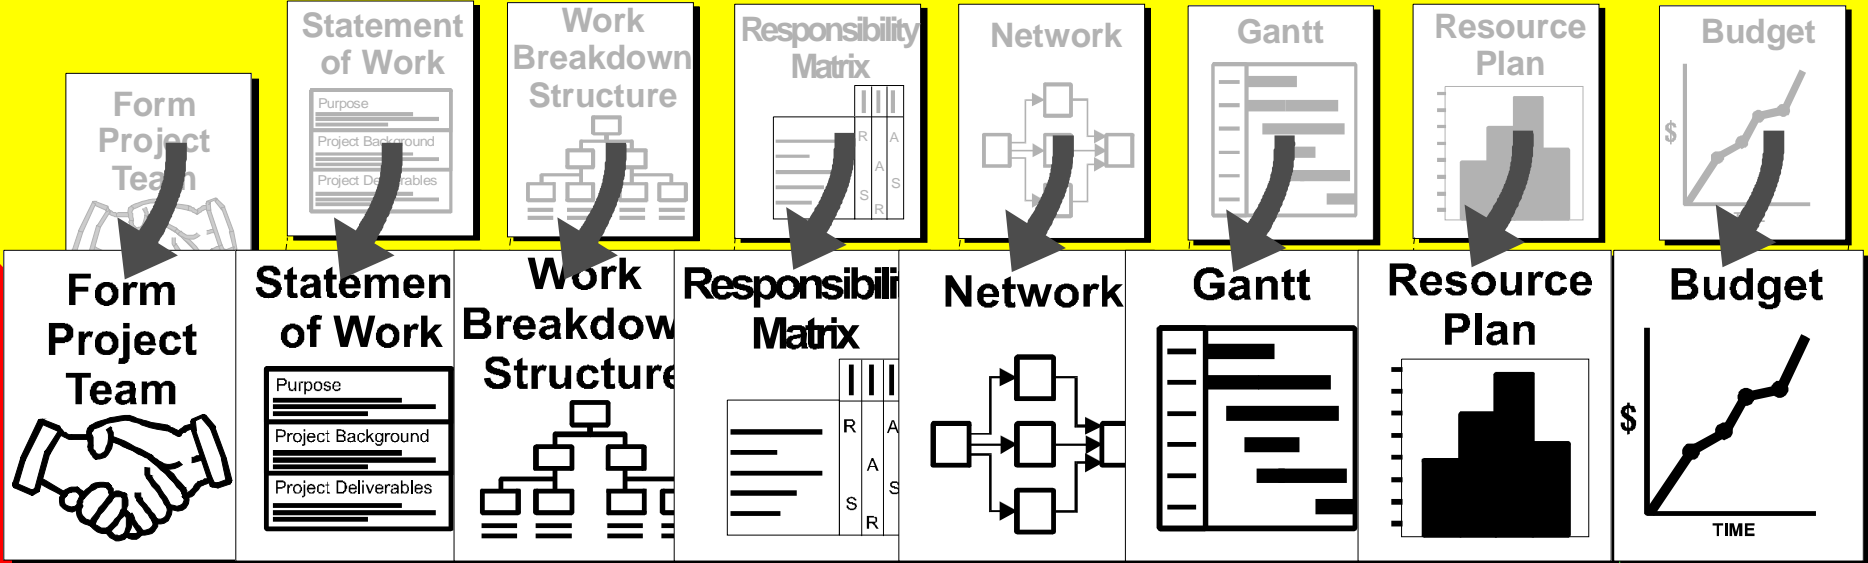 Form
Project
Team
Statement
of Work
Purpose
Project Background
Project Deliverables
Work
Breakdown
Structure
Responsibility
Matrix
R
A
A
S
S
R
Network
Gantt
Resource
Plan
Budget
$
Form
Project
Team
Statemen
of Work
Purpose
Project Background
Project Deliverables
Work
Breakdow
Structure
Responsibili
Matrix
R
A
A
S
S
R
Network
Gantt
Resource
Plan
Budget
$
TIME